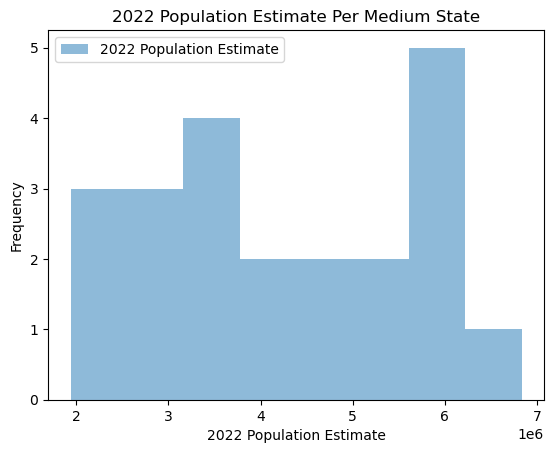 2022 Population Estimate Per Medium State
2022 Population Estimate
Frequency
5
4
3
2
1
0
2 3 4 5 6 7
1e6
2022 Population Estimate